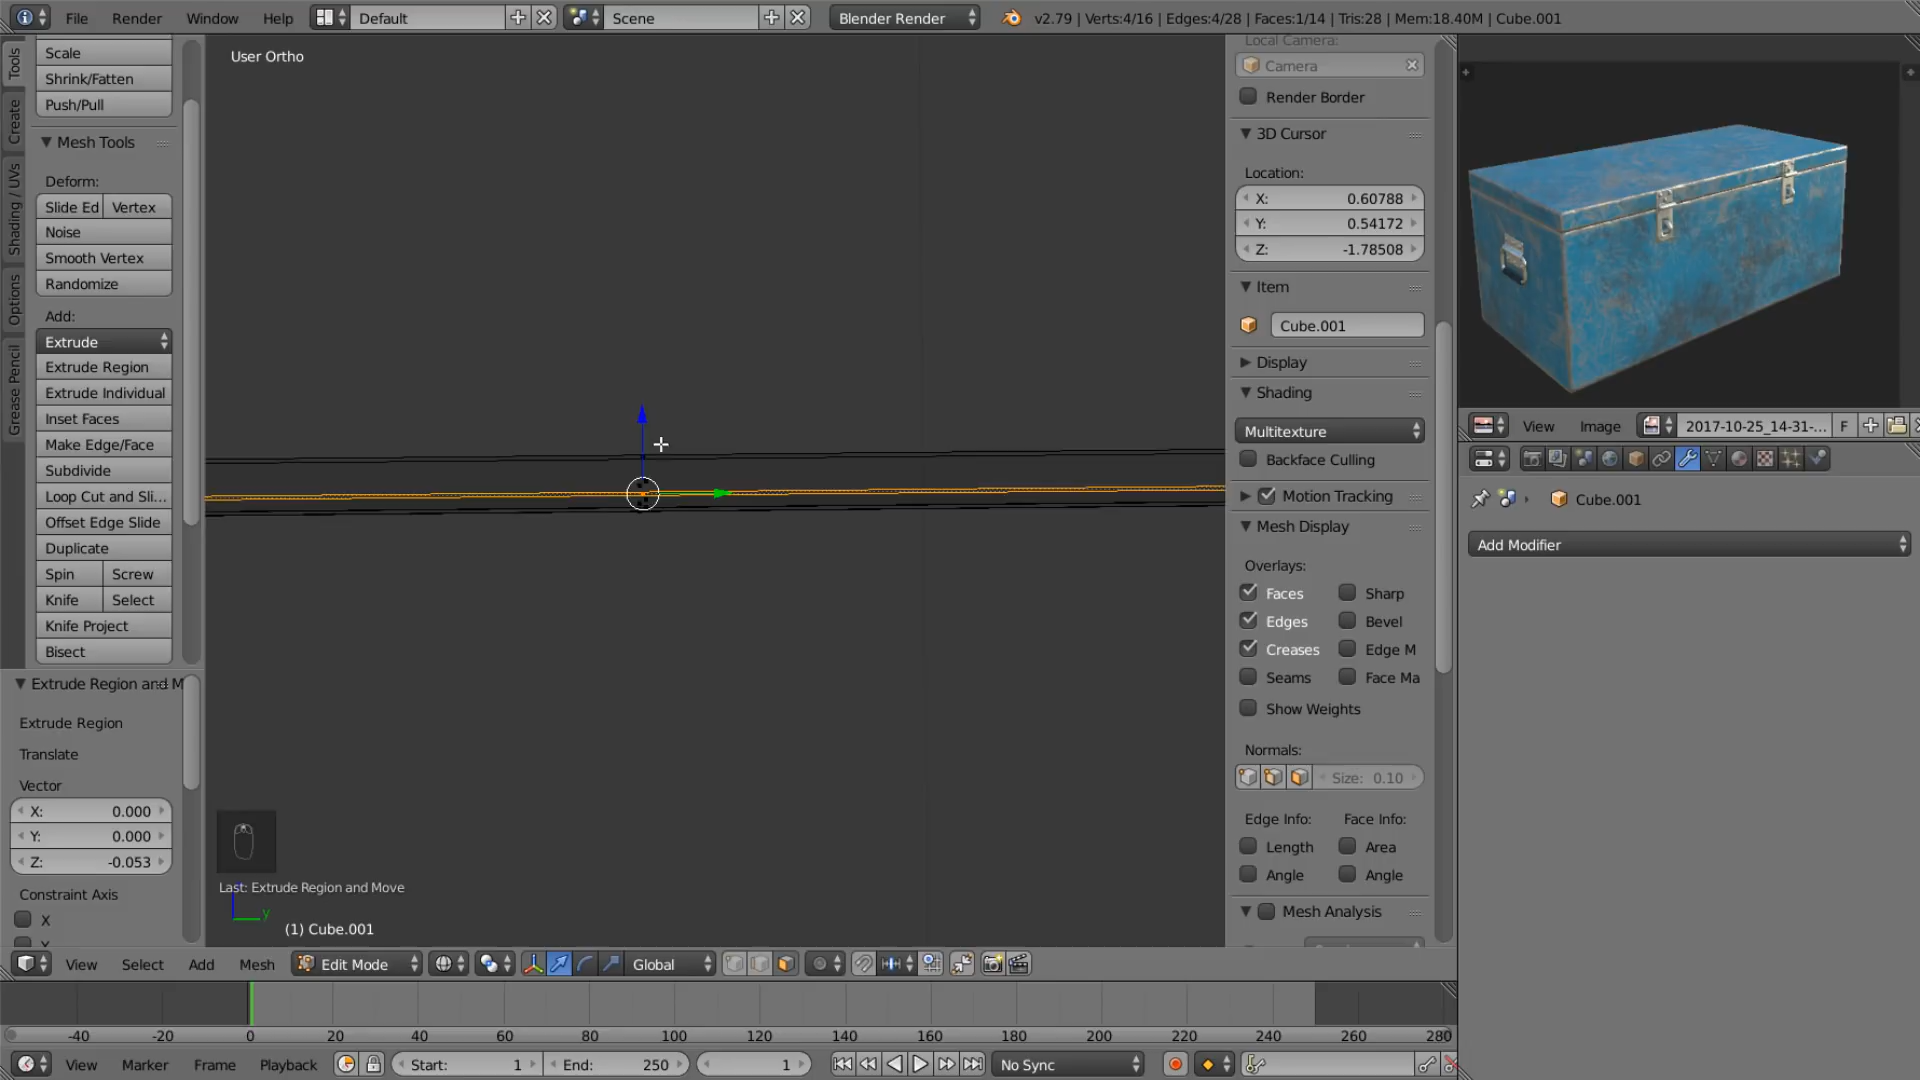 File Render Window Help Default Scene Blender Render v2.79 | Verts:4/16 | Edges:4/28 | Faces:1/14 | Tris:28 | Mem:18.40M | Cube.001
Tools
Create
Shading / UVs
Options
Grease Pencil
Scale
Shrink/Fatten
Push/Pull
Mesh Tools
Deform:
Slide Ed Vertex
Noise
Smooth Vertex
Randomize
Add:
Extrude
Extrude Region
Extrude Individual
Inset Faces
Make Edge/Face
Subdivide
Loop Cut and Sli...
Offset Edge Slide
Duplicate
Spin Screw
Knife Select
Knife Project
Bisect
Extrude Region and M
Extrude Region
Translate
Vector
X: 0.000
Y: 0.000
Z: -0.053
Constraint Axis
X
User Ortho
Last: Extrude Region and Move
y
(1) Cube.001
Local Camera:
Camera
Render Border
3D Cursor
Location:
X: 0.60788
Y: 0.54172
Z: -1.78508
Item
Cube.001
Display
Shading
Multitexture
Backface Culling
Motion Tracking
Mesh Display
Overlays:
Faces Sharp
Edges Bevel
Creases Edge M
Seams Face Ma
Show Weights
Normals:
Size: 0.10
Edge Info: Face Info:
Length Area
Angle Angle
Mesh Analysis
View Image 2017-10-25_14-31-... F
Cube.001
Add Modifier
View Select Add Mesh Edit Mode Global
-40 -20 0 20 40 60 80 100 120 140 160 180 200 220 240 260 280
View Marker Frame Playback Start: 1 End: 250 1 No Sync